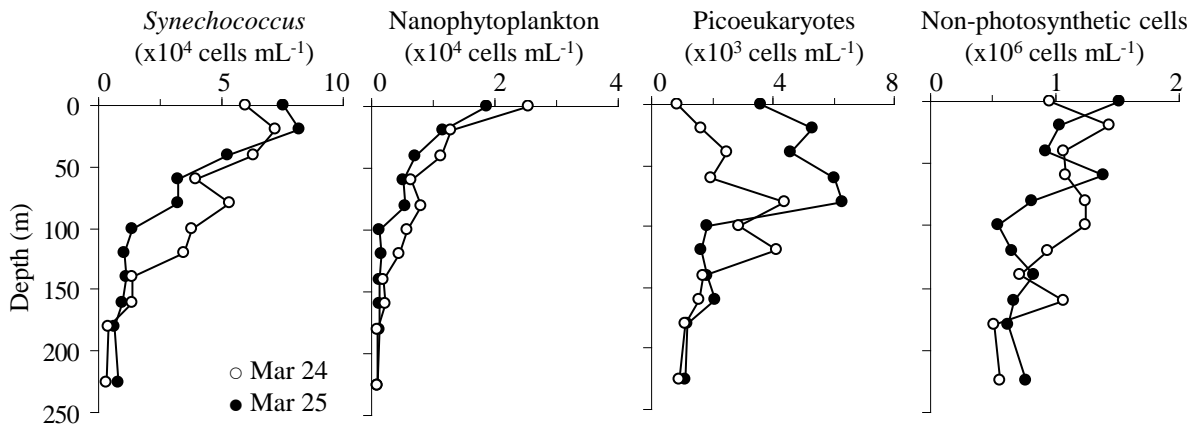 Synechococcus
(x10⁴ cells mL⁻¹)
0 5 10
Nanophytoplankton
(x10⁴ cells mL⁻¹)
0 2 4
Picoeukaryotes
(x10³ cells mL⁻¹)
0 4 8
Non-photosynthetic cells
(x10⁶ cells mL⁻¹)
0 1 2
Depth (m)
0
50
100
150
200
250
Mar 24
Mar 25